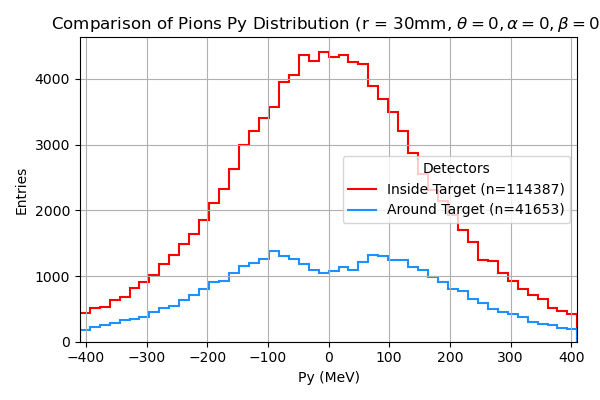 Comparison of Pions Py Distribution (r = 30mm, θ = 0, α = 0, β = 0
4000
3000
2000
1000
0
Entries
Detectors
Inside Target (n=114387)
Around Target (n=41653)
−400 −300 −200 −100 0 100 200 300 400
Py (MeV)